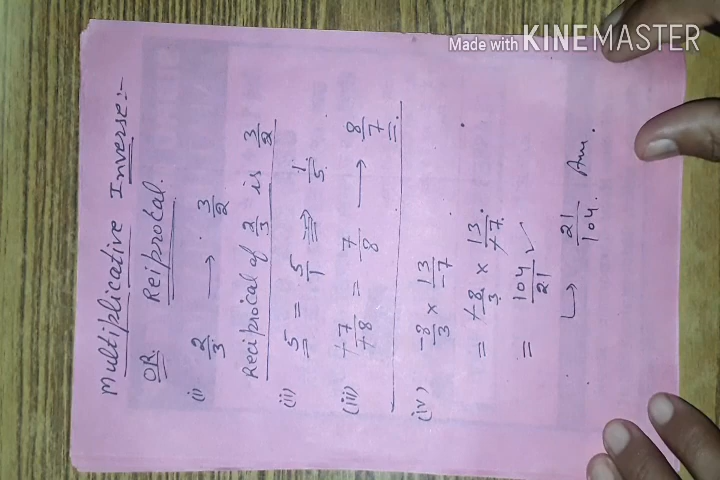 Made with KINEMASTER
Multiplicative Inverse:-
OR Reiprocal.
(i) 2/3 → 3/2
Reciprocal of 2/3 is 3/2
(ii) 5 = 5/1 ⇒ 1/5
(iii) -7/-8 = 7/8 → 8/7
(iv) -8/3 × 13/-7
= -8/3 × 13/-7
= 104/21 ✓
↳ 21/104 Ans.